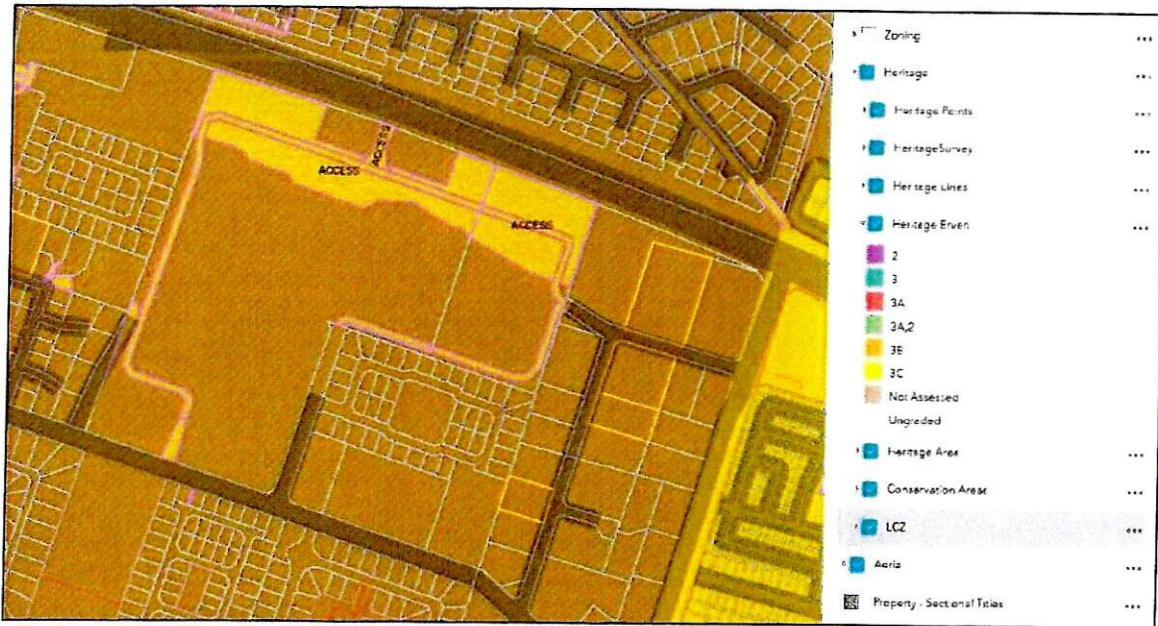 ACCESS
ACCESS
ACCESS
Zoning
Heritage
Heritage Points
HeritageSurvey
Heritage Lines
Heritage Erven
2
3
3A
3A,2
3B
3C
Not Assessed
Ungraded
Heritage Area
Conservation Areas
LCZ
Aeria
Property - Sectional Titles